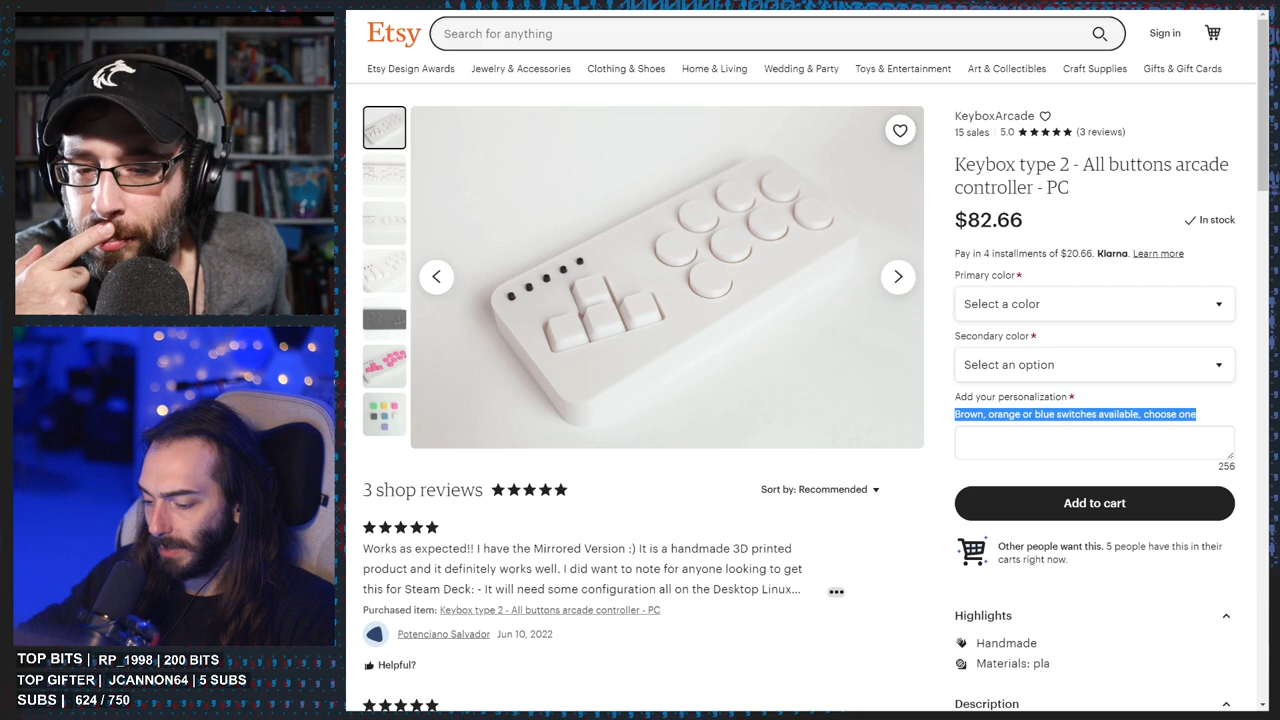 Etsy
Search for anything
Sign in
Etsy Design Awards
Jewelry & Accessories
Clothing & Shoes
Home & Living
Wedding & Party
Toys & Entertainment
Art & Collectibles
Craft Supplies
Gifts & Gift Cards
KeyboxArcade
15 sales
5.0
(3 reviews)
Keybox type 2 - All buttons arcade
controller - PC
$82.66
In stock
Pay in 4 installments of $20.66. Klarna. Learn more
Primary color *
Select a color
Secondary color *
Select an option
Add your personalization *
Brown, orange or blue switches available, choose one
256
Add to cart
Other people want this. 5 people have this in their
carts right now.
Highlights
Handmade
Materials: pla
Description
3 shop reviews
Sort by: Recommended
Works as expected!! I have the Mirrored Version :) It is a handmade 3D printed
product and it definitely works well. I did want to note for anyone looking to get
this for Steam Deck: - It will need some configuration all on the Desktop Linux...
Purchased item: Keybox type 2 - All buttons arcade controller - PC
Potenciano Salvador
Jun 10, 2022
Helpful?
TOP BITS | RP_1998 | 200 BITS
TOP GIFTER | JCANNON64 | 5 SUBS
SUBS | 624 / 750